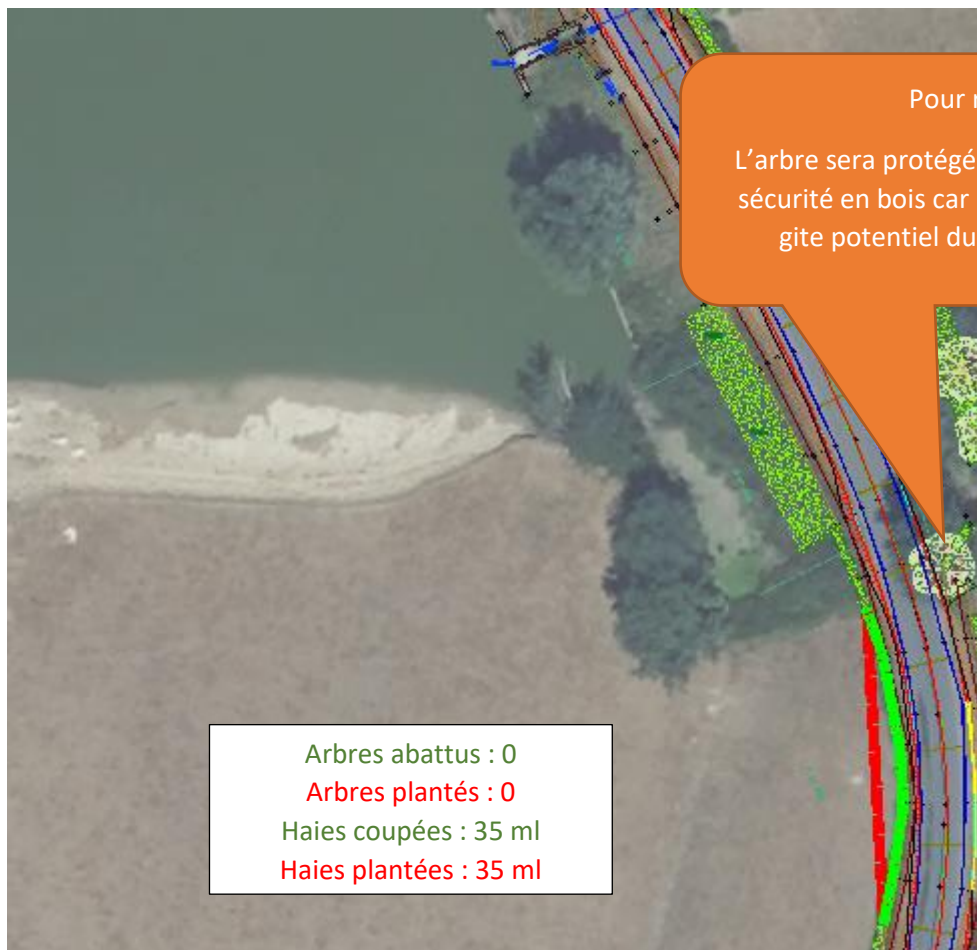 Pour
L’arbre sera protégé
sécurité en bois car
gite potentiel du
Arbres abattus : 0
Arbres plantés : 0
Haies coupées : 35 ml
Haies plantées : 35 ml